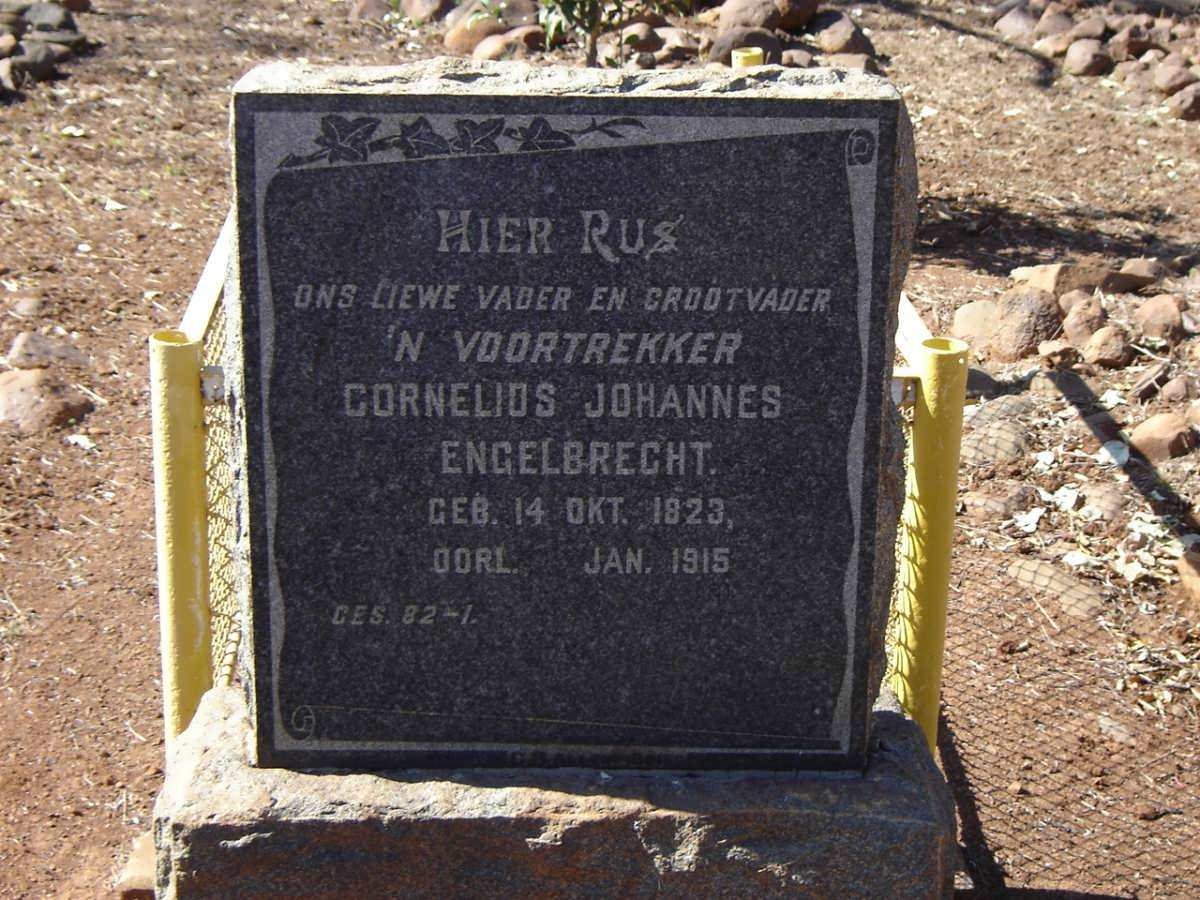 HIER RUS
ONS LIEWE VADER EN GROOTVADER
'N VOORTREKKER
CORNELIUS JOHANNES
ENGELBRECHT.
GEB. 14 OKT. 1823,
OORL. JAN. 1915
GES. 82-1.